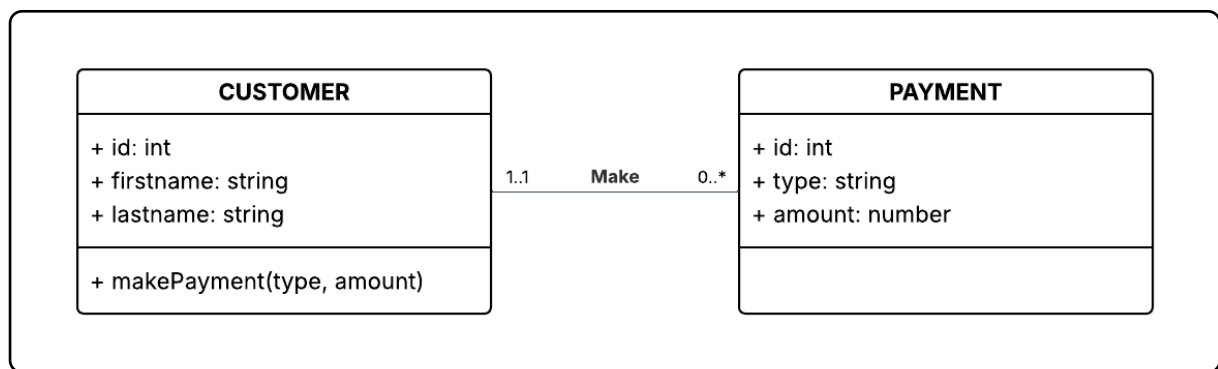 CUSTOMER
+ id: int
+ firstname: string
+ lastname: string
+ makePayment(type, amount)
1..1 Make 0..*
PAYMENT
+ id: int
+ type: string
+ amount: number